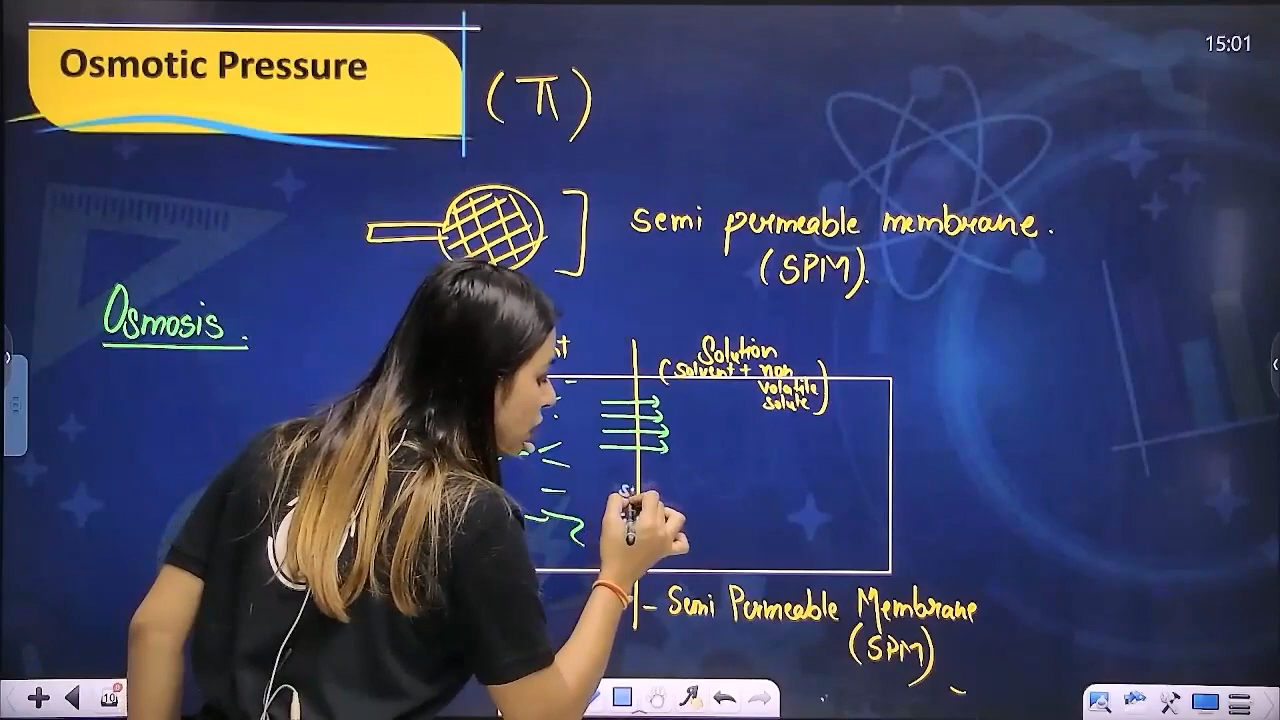 15:01
Osmotic Pressure
(π)
semi permeable membrane.
(SPM).
Osmosis.
Solution
(solvent + non
volatile
solute)
- Semi Permeable Membrane
(SPM)